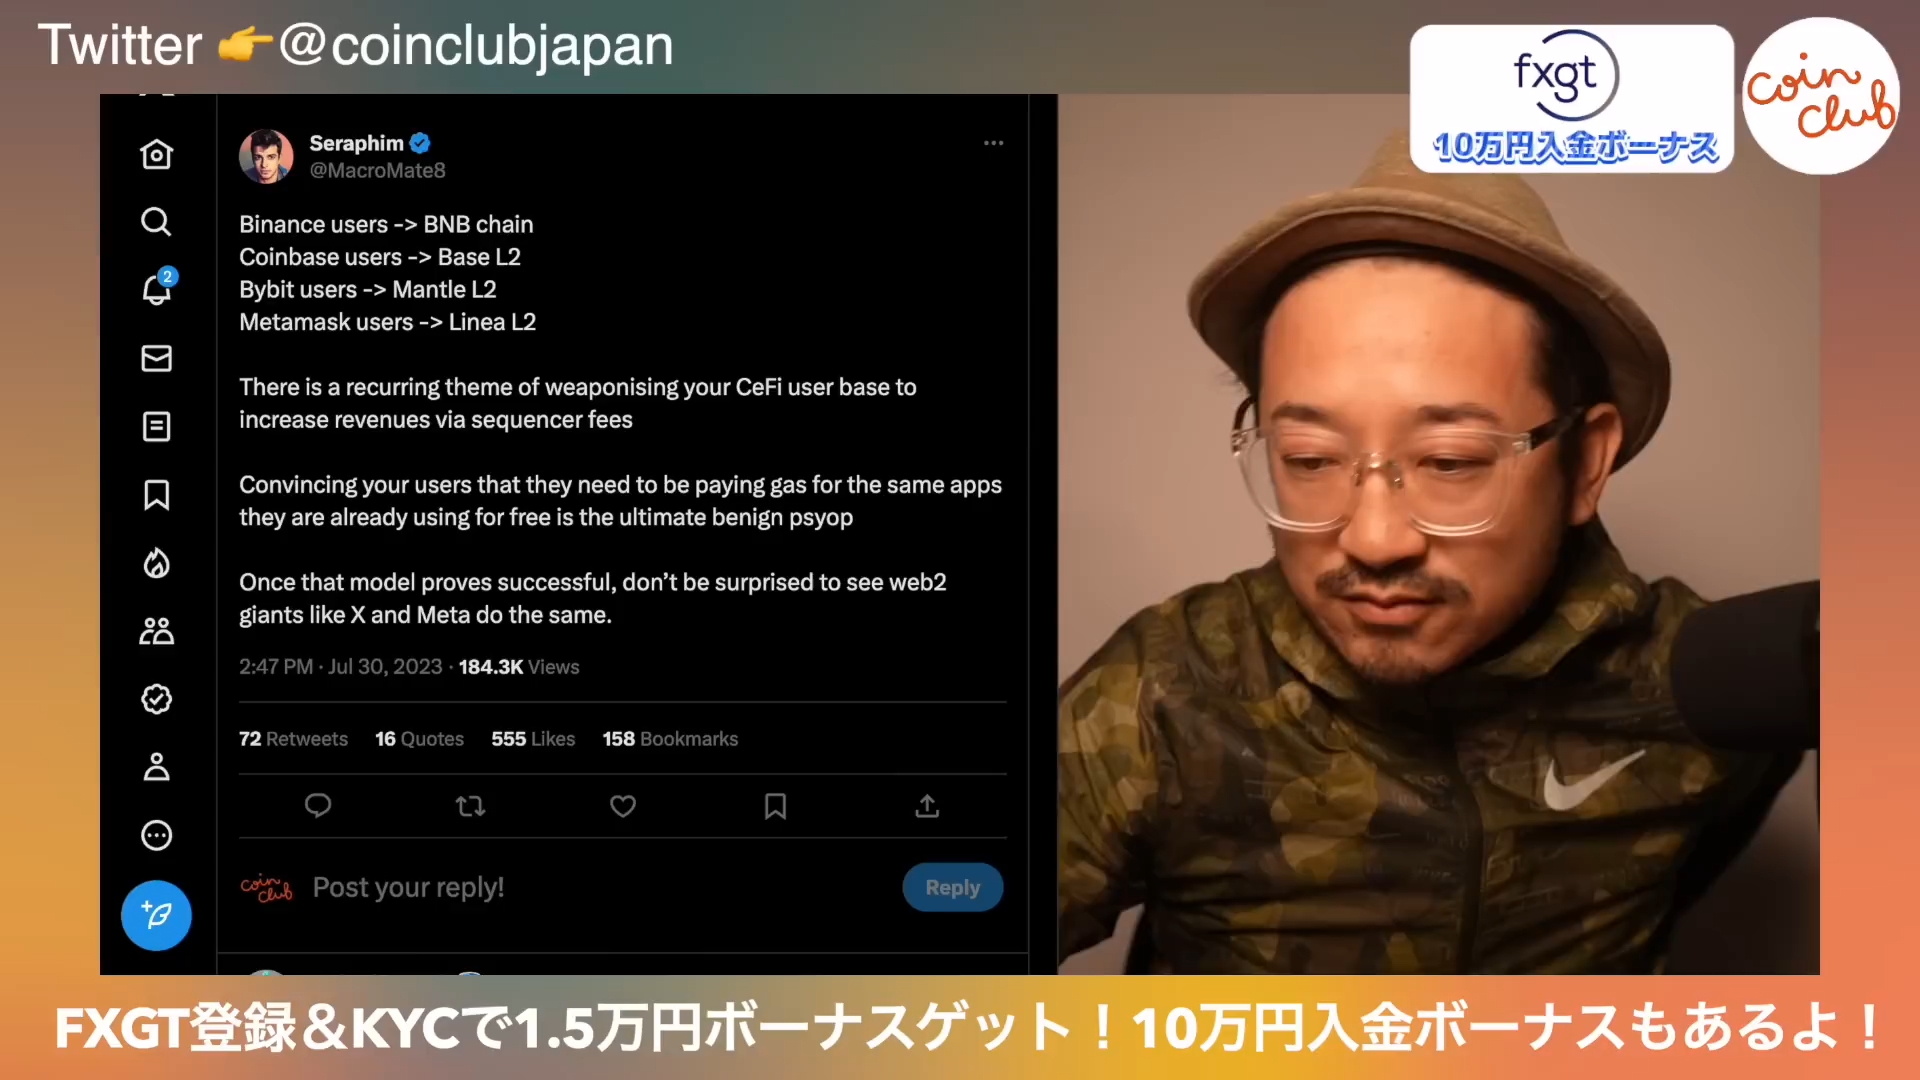 Twitter 👉@coinclubjapan
fxgt
10万円入金ボーナス
coin
club
Seraphim
@MacroMate8
Binance users -> BNB chain
Coinbase users -> Base L2
Bybit users -> Mantle L2
Metamask users -> Linea L2
There is a recurring theme of weaponising your CeFi user base to
increase revenues via sequencer fees
Convincing your users that they need to be paying gas for the same apps
they are already using for free is the ultimate benign psyop
Once that model proves successful, don’t be surprised to see web2
giants like X and Meta do the same.
2:47 PM · Jul 30, 2023 · 184.3K Views
72 Retweets 16 Quotes 555 Likes 158 Bookmarks
coin
club
Post your reply!
Reply
2
FXGT登録＆KYCで1.5万円ボーナスゲット！10万円入金ボーナスもあるよ！